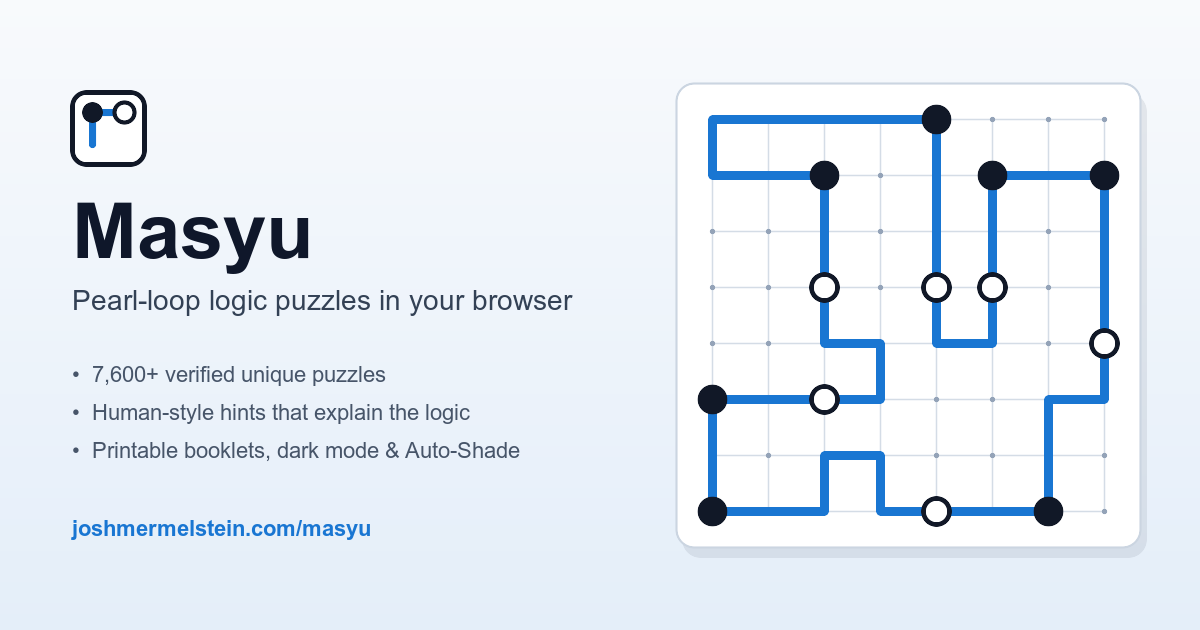 Masyu
Pearl-loop logic puzzles in your browser
• 7,600+ verified unique puzzles
• Human-style hints that explain the logic
• Printable booklets, dark mode & Auto-Shade
joshmermelstein.com/masyu